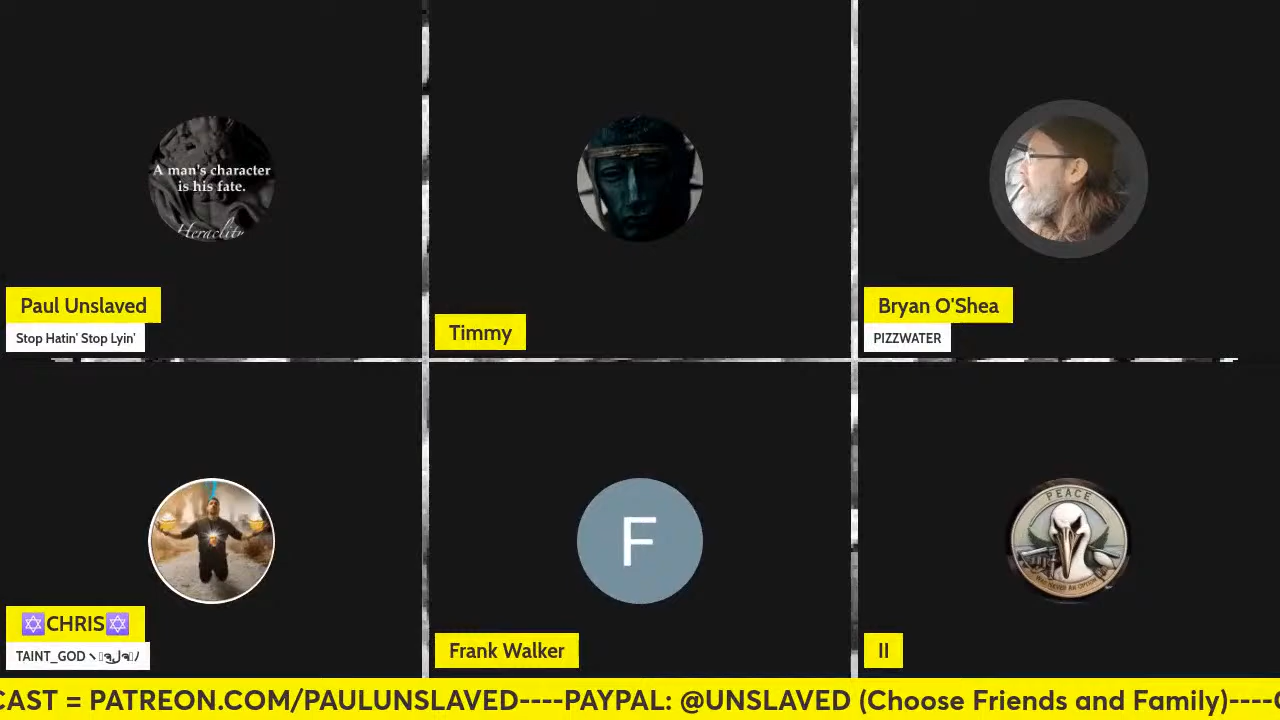 A man's character
is his fate.
Heraclit
Paul Unslaved
Stop Hatin' Stop Lyin'
Timmy
Bryan O'Shea
PIZZWATER
PEACE
✡CHRIS✡
TAINT_GOD
F
Frank Walker
II
CAST = PATREON.COM/PAULUNSLAVED----PAYPAL: @UNSLAVED (Choose Friends and Family)----